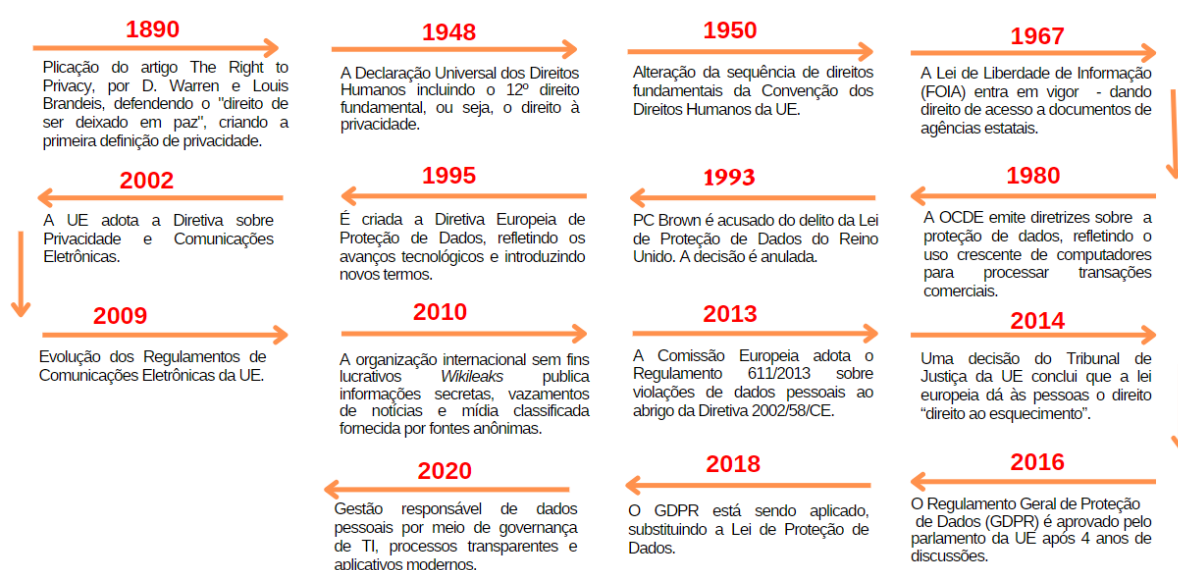 1890
Plicação do artigo The Right to
Privacy, por D. Warren e Louis
Brandeis, defendendo o "direito de
ser deixado em paz", criando a
primeira definição de privacidade.
1948
A Declaração Universal dos Direitos
Humanos incluindo o 12º direito
fundamental, ou seja, o direito à
privacidade.
1950
Alteração da sequência de direitos
fundamentais da Convenção dos
Direitos Humanos da UE.
1967
A Lei de Liberdade de Informação
(FOIA) entra em vigor - dando
direito de acesso a documentos de
agências estatais.
1980
A OCDE emite diretrizes sobre a
proteção de dados, refletindo o
uso crescente de computadores
para processar transações
comerciais.
1993
PC Brown é acusado do delito da Lei
de Proteção de Dados do Reino
Unido. A decisão é anulada.
1995
É criada a Diretiva Europeia de
Proteção de Dados, refletindo os
avanços tecnológicos e introduzindo
novos termos.
2002
A UE adota a Diretiva sobre
Privacidade e Comunicações
Eletrônicas.
2009
Evolução dos Regulamentos de
Comunicações Eletrônicas da UE.
2010
A organização internacional sem fins
lucrativos Wikileaks publica
informações secretas, vazamentos
de notícias e mídia classificada
fornecida por fontes anônimas.
2013
A Comissão Europeia adota o
Regulamento 611/2013 sobre
violações de dados pessoais ao
abrigo da Diretiva 2002/58/CE.
2014
Uma decisão do Tribunal de
Justiça da UE conclui que a lei
europeia dá às pessoas o direito
“direito ao esquecimento”.
2016
O Regulamento Geral de Proteção
de Dados (GDPR) é aprovado pelo
parlamento da UE após 4 anos de
discussões.
2018
O GDPR está sendo aplicado,
substituindo a Lei de Proteção de
Dados.
2020
Gestão responsável de dados
pessoais por meio de governança
de TI, processos transparentes e
aplicativos modernos.